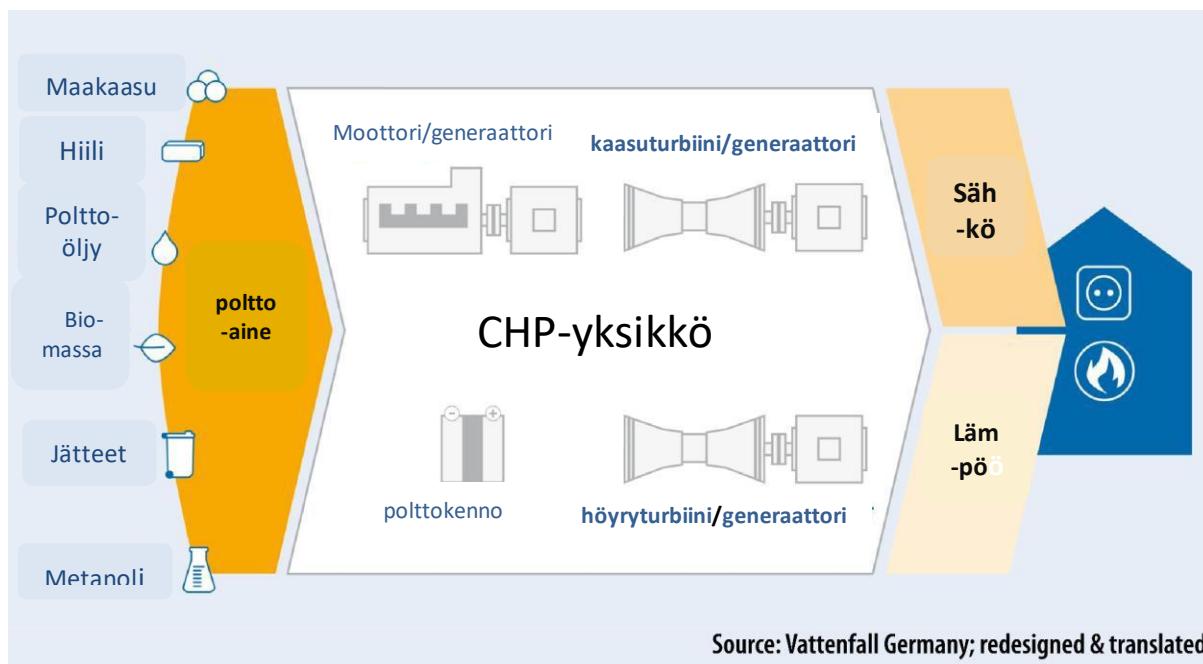 Maakaasu
Hiili
Poltto-
öljy
Bio-
massa
Jätteet
Metanoli
poltto
-aine
Moottori/generaattori
kaasuturbiini/generaattori
CHP-yksikkö
polttokenno
höyryturbiini/generaattori
Säh
-kö
Läm
-pöö
Source: Vattenfall Germany; redesigned & translated